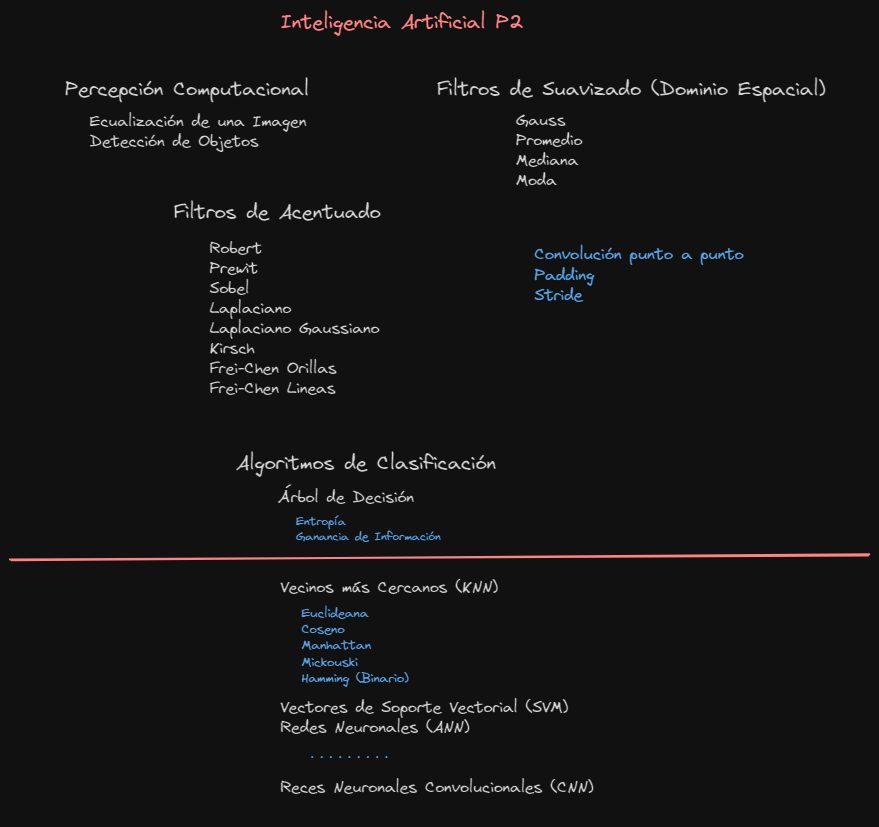 Inteligencia Artificial P2
Percepción Computacional
Ecualización de una Imagen
Detección de Objetos
Filtros de Suavizado (Dominio Espacial)
Gauss
Promedio
Mediana
Moda
Filtros de Acentuado
Robert
Prewit
Sobel
Laplaciano
Laplaciano Gaussiano
Kirsch
Frei-Chen Orillas
Frei-Chen Lineas
Convolución punto a punto
Padding
Stride
Algoritmos de Clasificación
Árbol de Decisión
Entropía
Ganancia de Información
Vecinos más Cercanos (KNN)
Euclideana
Coseno
Manhattan
Mickouski
Hamming (Binario)
Vectores de Soporte Vectorial (SVM)
Redes Neuronales (ANN)
. . . . . . . . .
Reces Neuronales Convolucionales (CNN)